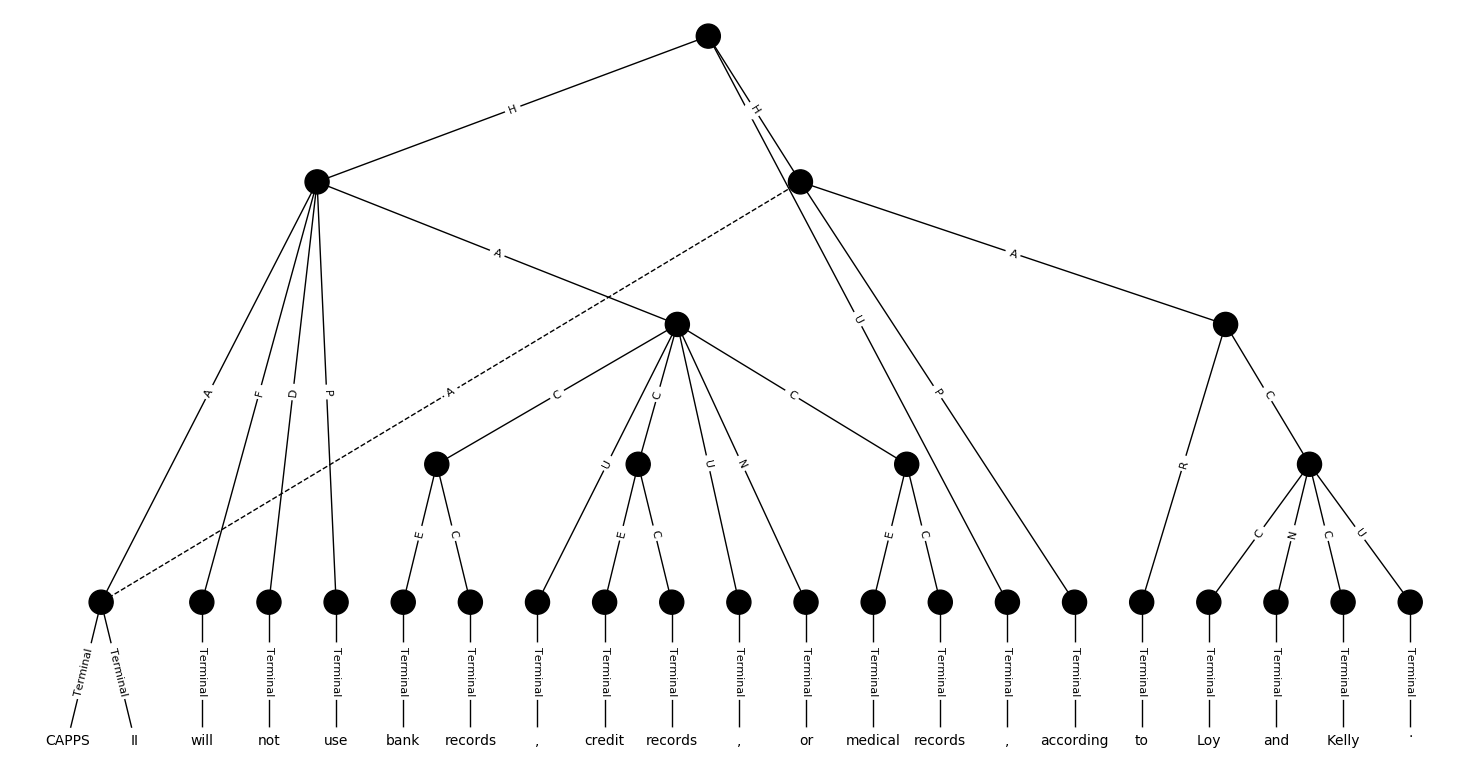 H H
A A
A F D P A U P
C U C U N C R C
E C E C E C C N C U
Terminal Terminal Terminal Terminal Terminal Terminal Terminal Terminal Terminal Terminal Terminal Terminal Terminal Terminal Terminal Terminal Terminal Terminal Terminal Terminal Terminal
CAPPS II will not use bank records , credit records , or medical records , according to Loy and Kelly .